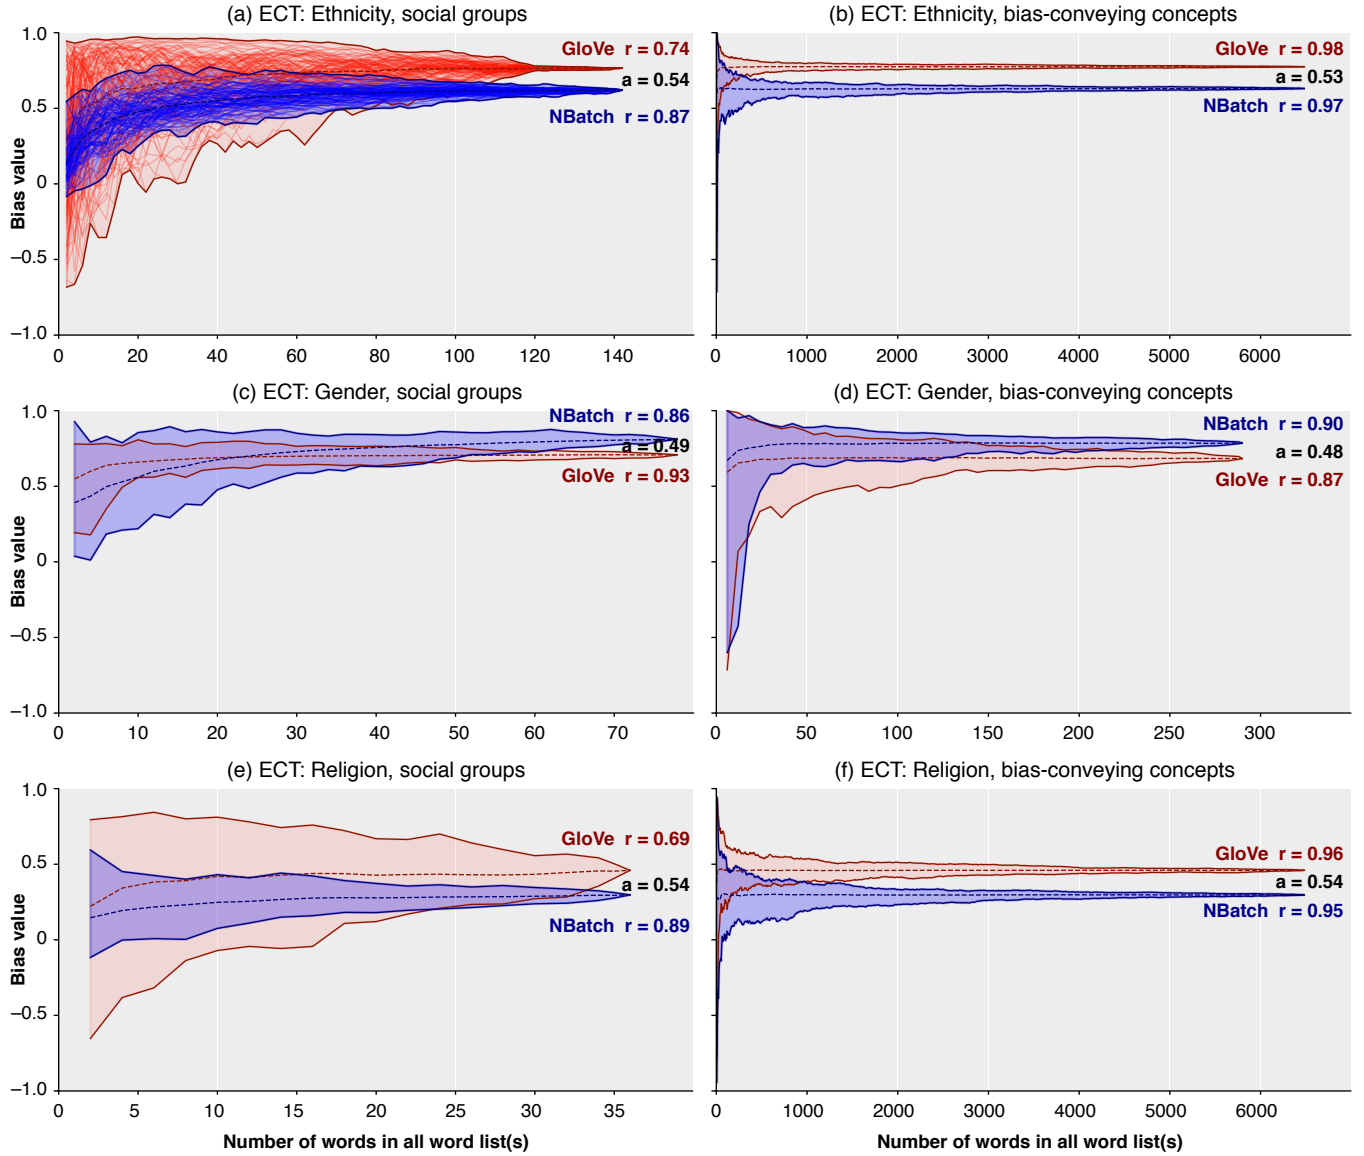 (a) ECT: Ethnicity, social groups
1.0
0.5
0
−0.5
−1.0
Bias value
GloVe r = 0.74
a = 0.54
NBatch r = 0.87
0 20 40 60 80 100 120 140
(b) ECT: Ethnicity, bias-conveying concepts
GloVe r = 0.98
a = 0.53
NBatch r = 0.97
0 1000 2000 3000 4000 5000 6000
(c) ECT: Gender, social groups
1.0
0.5
0
−0.5
−1.0
Bias value
NBatch r = 0.86
a = 0.49
GloVe r = 0.93
0 10 20 30 40 50 60 70
(d) ECT: Gender, bias-conveying concepts
NBatch r = 0.90
a = 0.48
GloVe r = 0.87
0 50 100 150 200 250 300
(e) ECT: Religion, social groups
1.0
0.5
0
−0.5
−1.0
Bias value
GloVe r = 0.69
a = 0.54
NBatch r = 0.89
0 5 10 15 20 25 30 35
Number of words in all word list(s)
(f) ECT: Religion, bias-conveying concepts
GloVe r = 0.96
a = 0.54
NBatch r = 0.95
0 1000 2000 3000 4000 5000 6000
Number of words in all word list(s)